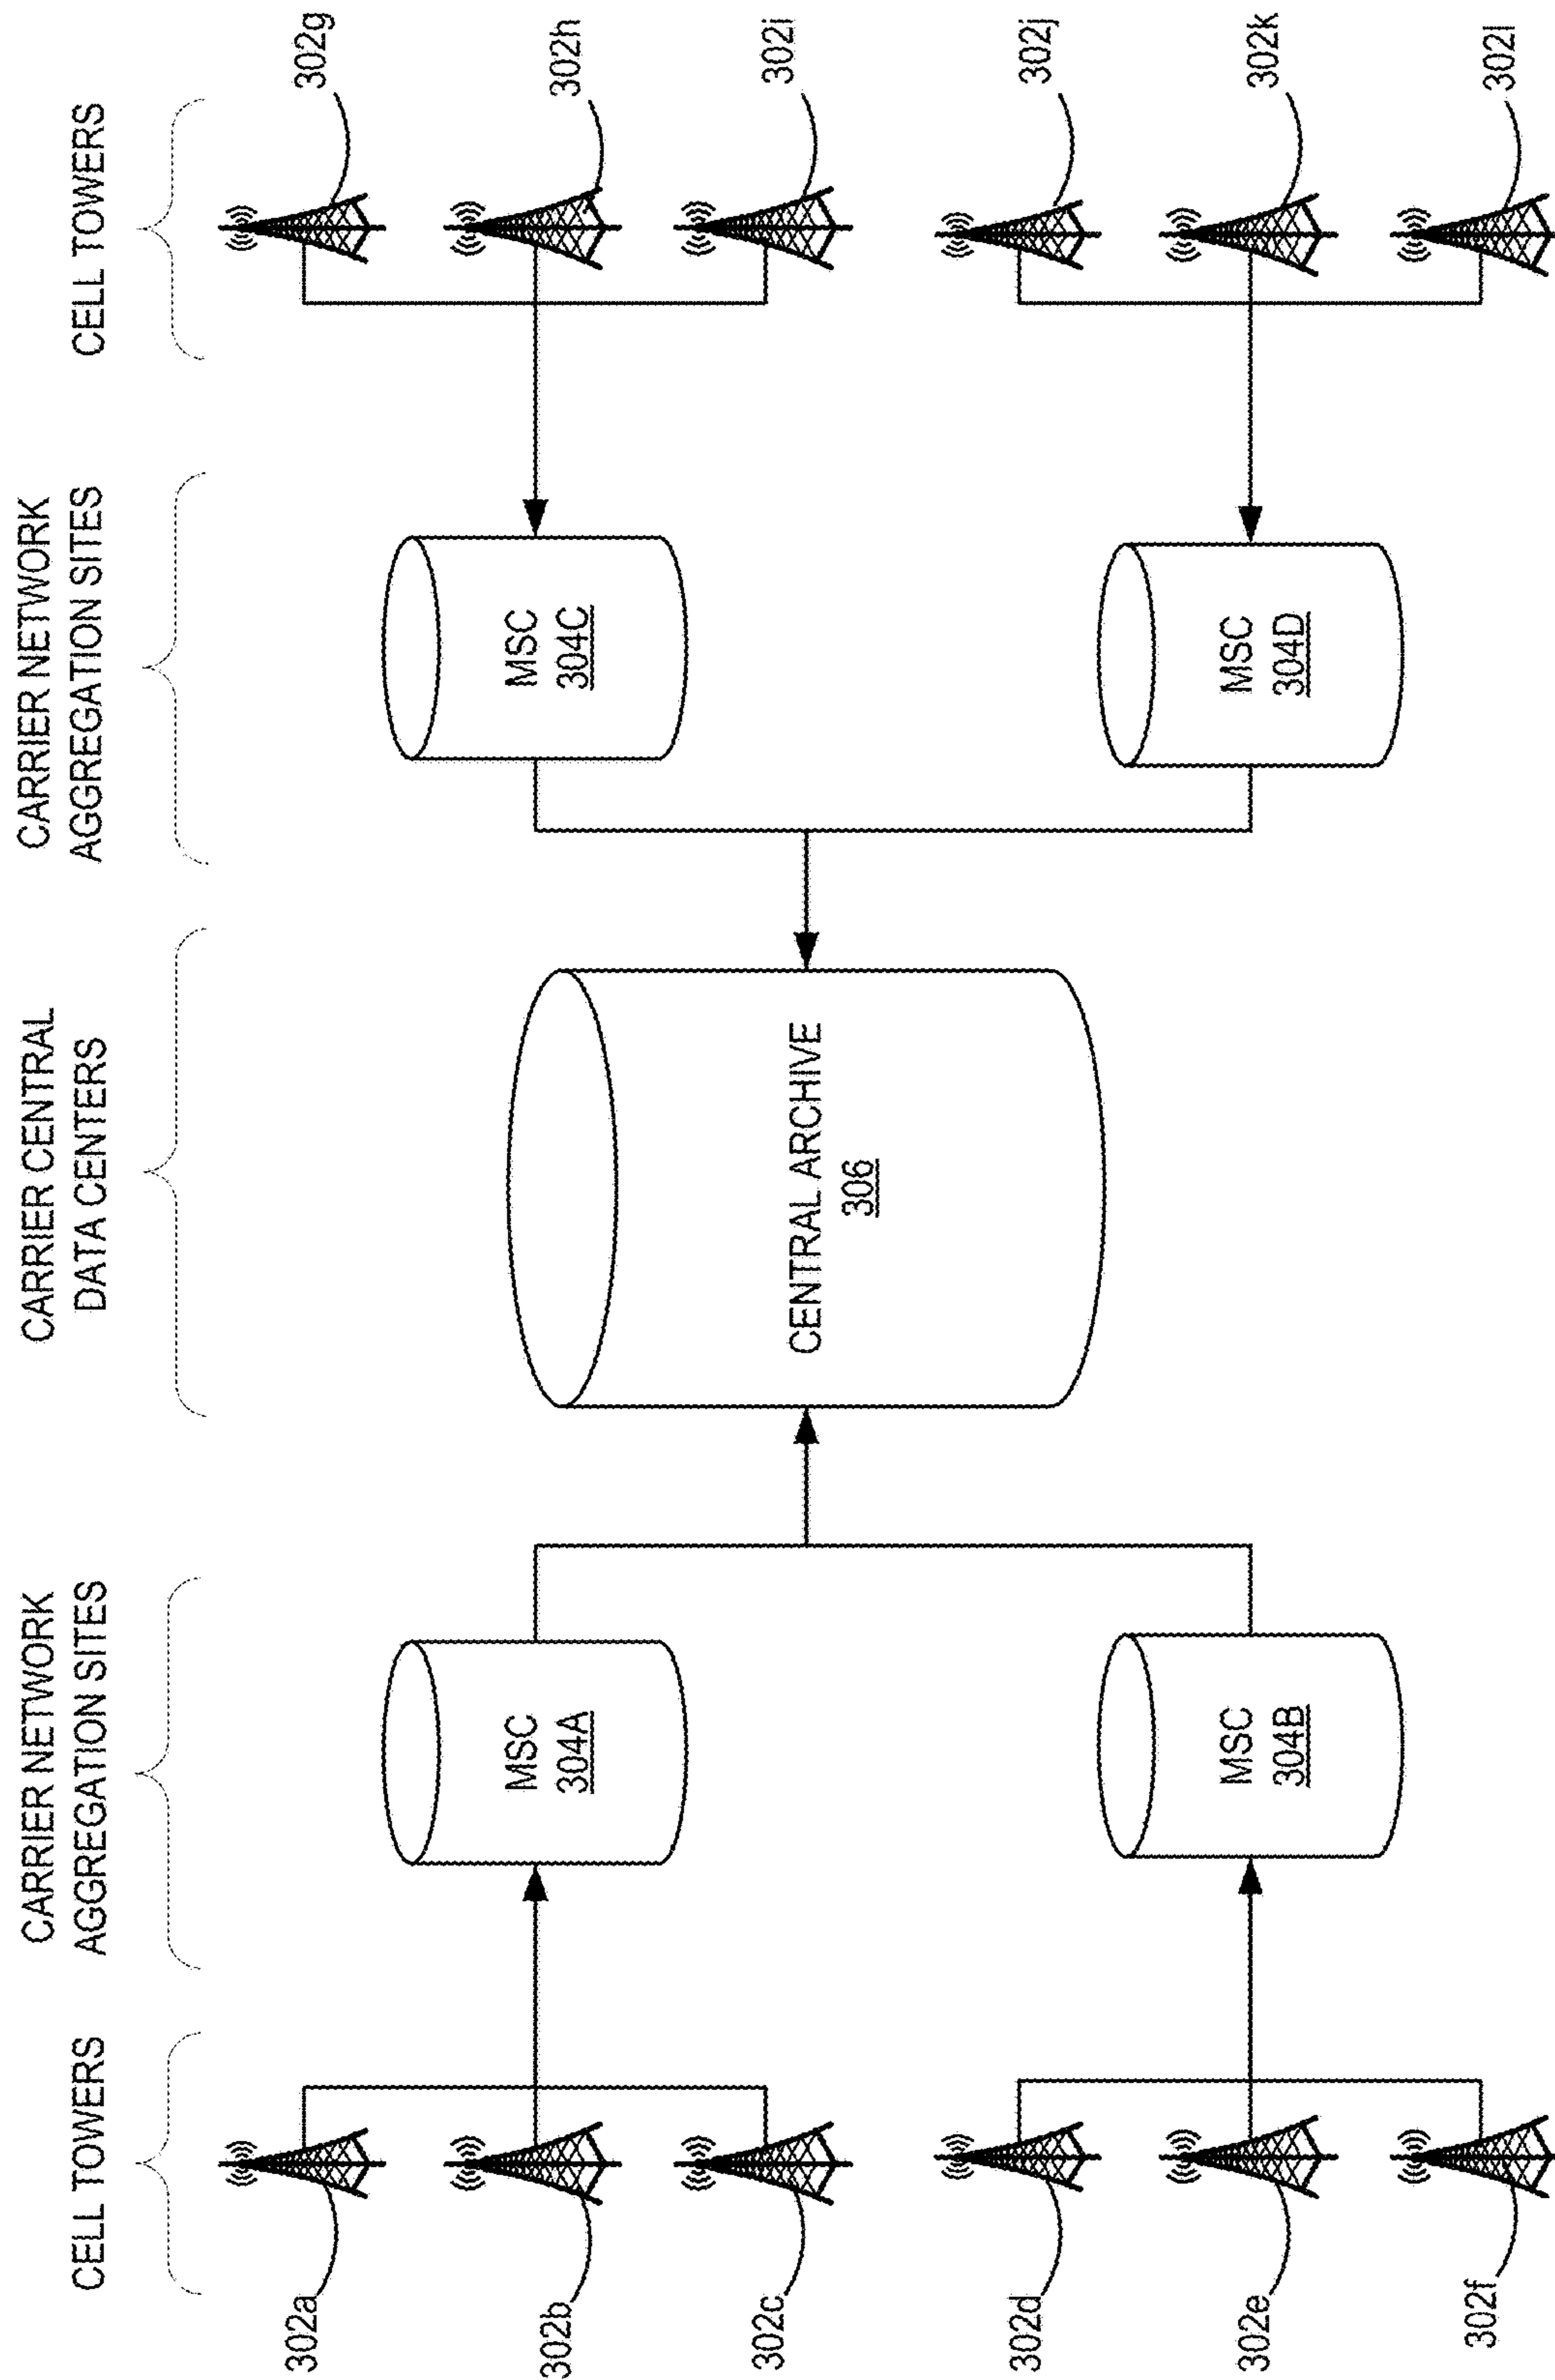 CELL TOWERS
CARRIER NETWORK
AGGREGATION SITES
CARRIER CENTRAL
DATA CENTERS
CARRIER NETWORK
AGGREGATION SITES
CELL TOWERS
302a
302b
302c
302d
302e
302f
MSC
304A
MSC
304B
CENTRAL ARCHIVE
306
MSC
304C
MSC
304D
302g
302h
302i
302j
302k
302l